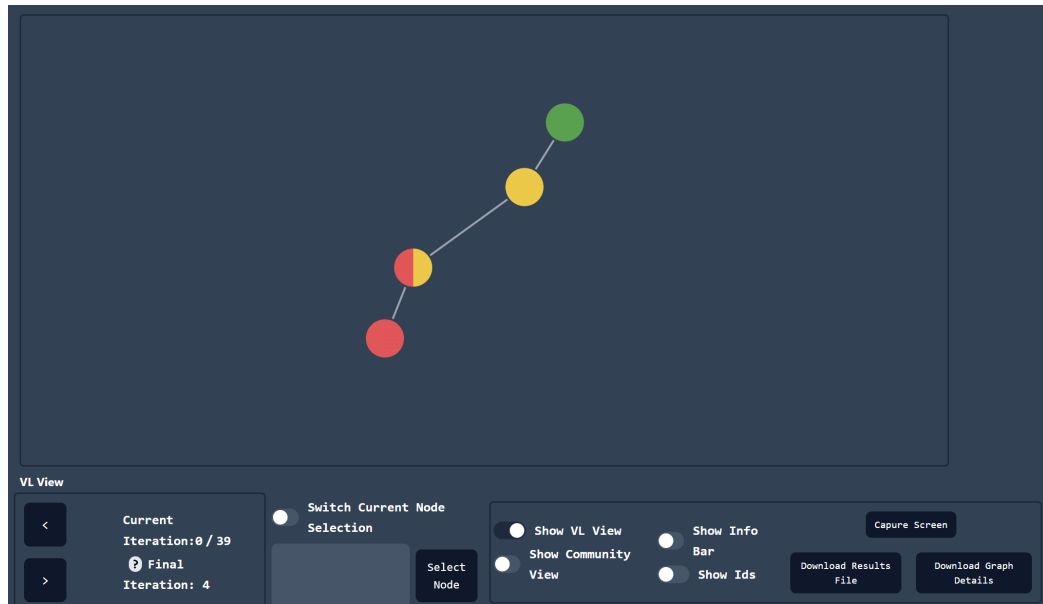 VL View
<
>
Current
Iteration:0 / 39
? Final
Iteration: 4
Switch Current Node
Selection
Select
Node
Show VL View
Show Community
View
Show Info
Bar
Show Ids
Capure Screen
Download Results
File
Download Graph
Details